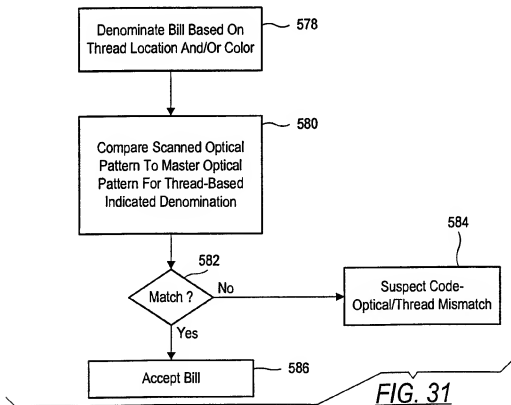 Denominate Bill Based On
Thread Location And/Or Color
578
Compare Scanned Optical
Pattern To Master Optical
Pattern For Thread-Based
Indicated Denomination
580
582
Match ?
No
Yes
584
Suspect Code-
Optical/Thread Mismatch
Accept Bill
586
FIG. 31